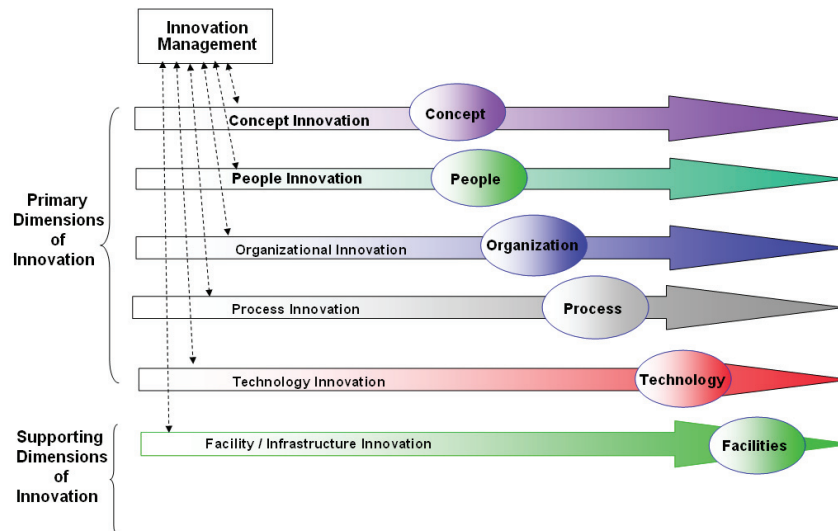 Innovation
Management
Concept
Concept Innovation
People Innovation
People
Primary
Dimensions
of
Innovation
Organizational Innovation
Organization
Process Innovation
Process
Technology Innovation
Technology
Supporting
Dimensions
of
Innovation
Facility / Infrastructure Innovation
Facilities